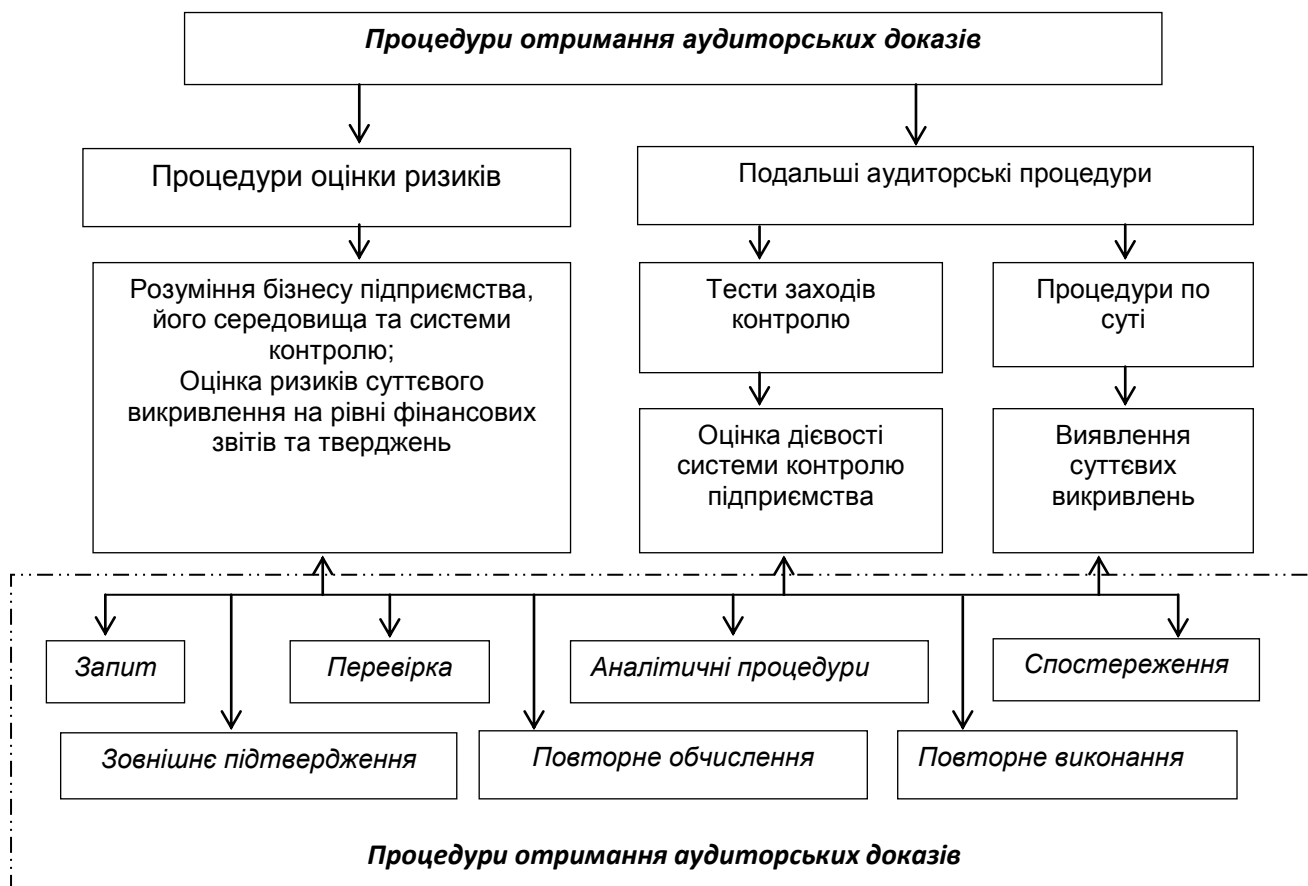 Процедури отримання аудиторських доказів
Процедури оцінки ризиків
Подальші аудиторські процедури
Розуміння бізнесу підприємства,
його середовища та системи
контролю;
Оцінка ризиків суттєвого
викривлення на рівні фінансових
звітів та тверджень
Тести заходів
контролю
Процедури по
суті
Оцінка дієвості
системи контролю
підприємства
Виявлення
суттєвих
викривлень
Запит
Перевірка
Аналітичні процедури
Спостереження
Зовнішнє підтвердження
Повторне обчислення
Повторне виконання
Процедури отримання аудиторських доказів